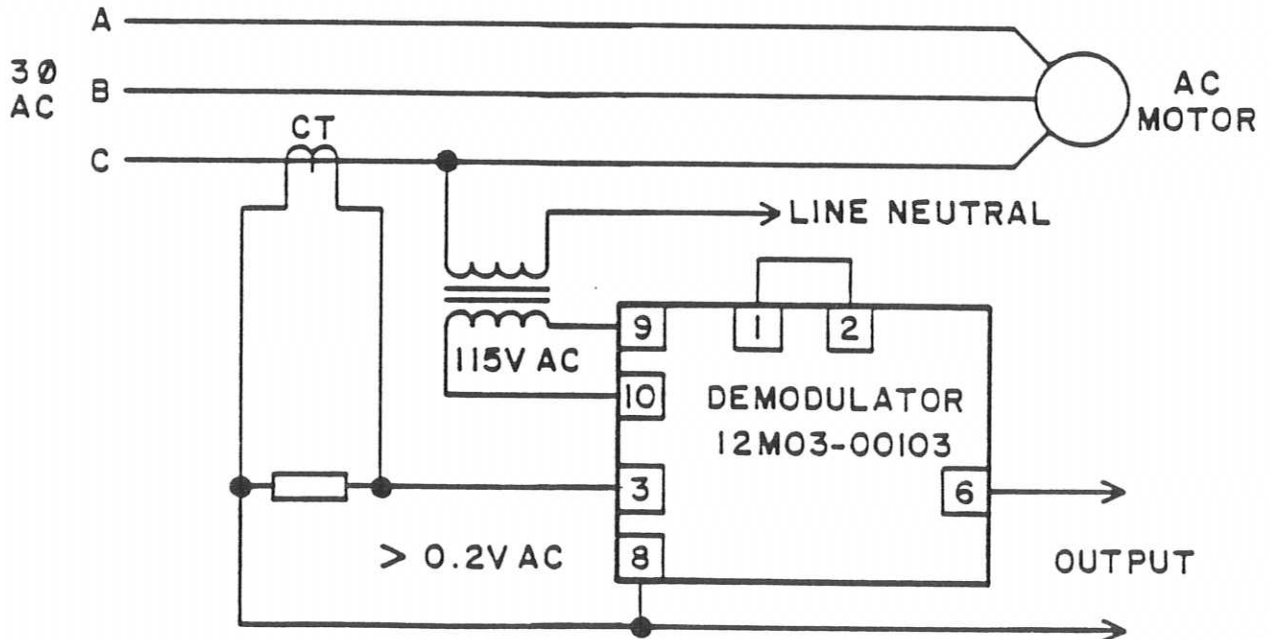 A
3Ø
AC
B
AC
MOTOR
CT
C
LINE NEUTRAL
9
1
2
115V AC
10
DEMODULATOR
12M03-00103
3
6
> 0.2V AC
8
OUTPUT